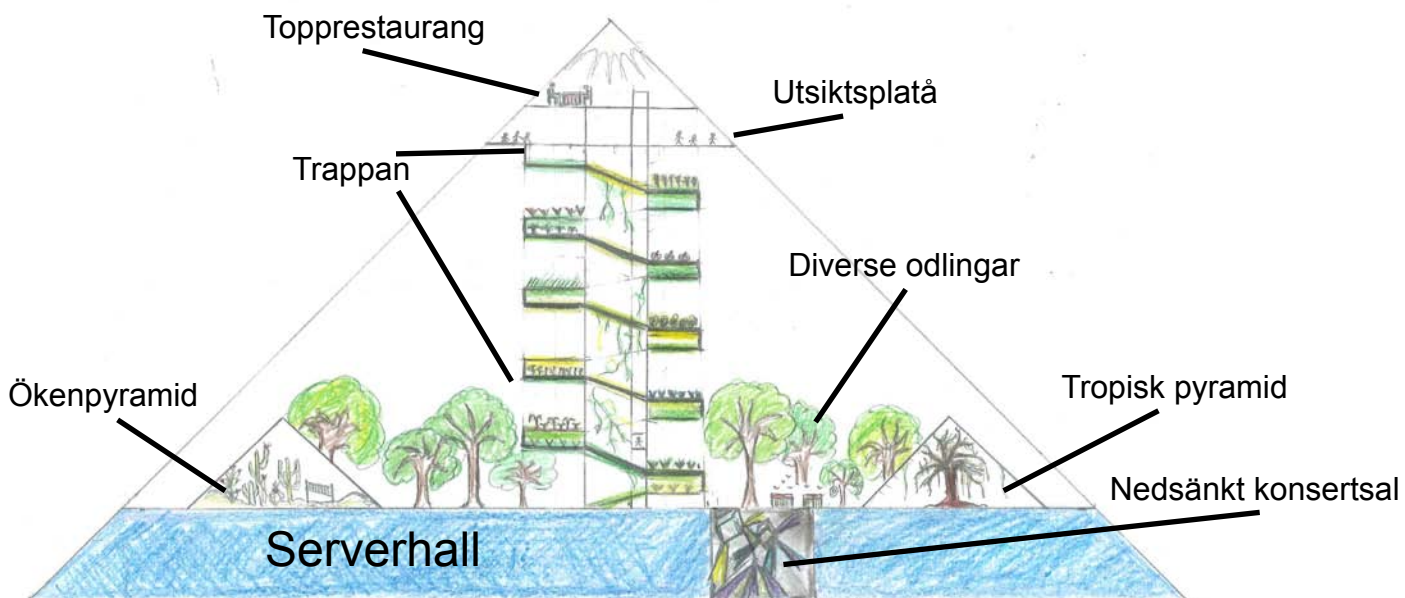 Topprestaurang
Utsiktsplatå
Trappan
Diverse odlingar
Ökenpyramid
Tropisk pyramid
Nedsänkt konsertsal
Serverhall